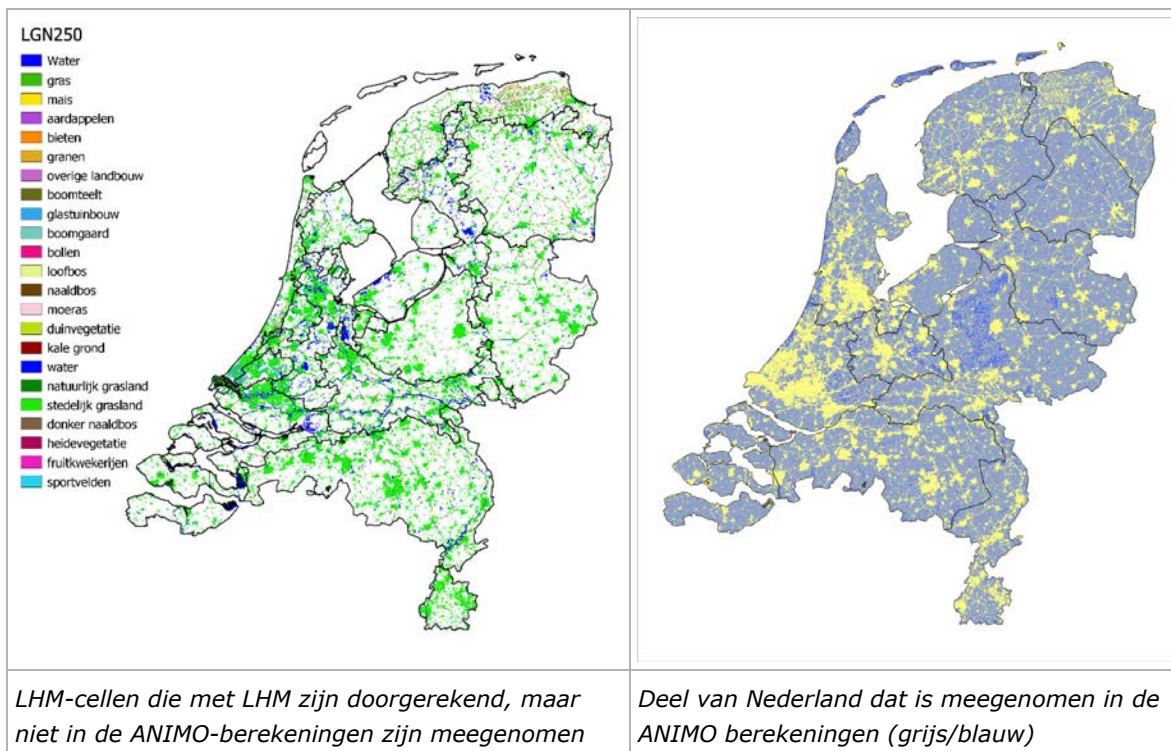 LGN250
Water
gras
mais
aardappelen
bieten
granen
overige landbouw
boomteelt
glastuinbouw
boomgaard
bollen
loofbos
naaldbos
moeras
duinvegetatie
kale grond
water
natuurlijk grasland
stedelijk grasland
donker naaldbos
heidevegetatie
fruitkwekerijen
sportvelden
LHM-cellen die met LHM zijn doorgerekend, maar
niet in de ANIMO-berekeningen zijn meegenomen
Deel van Nederland dat is meegenomen in de
ANIMO berekeningen (grijs/blauw)